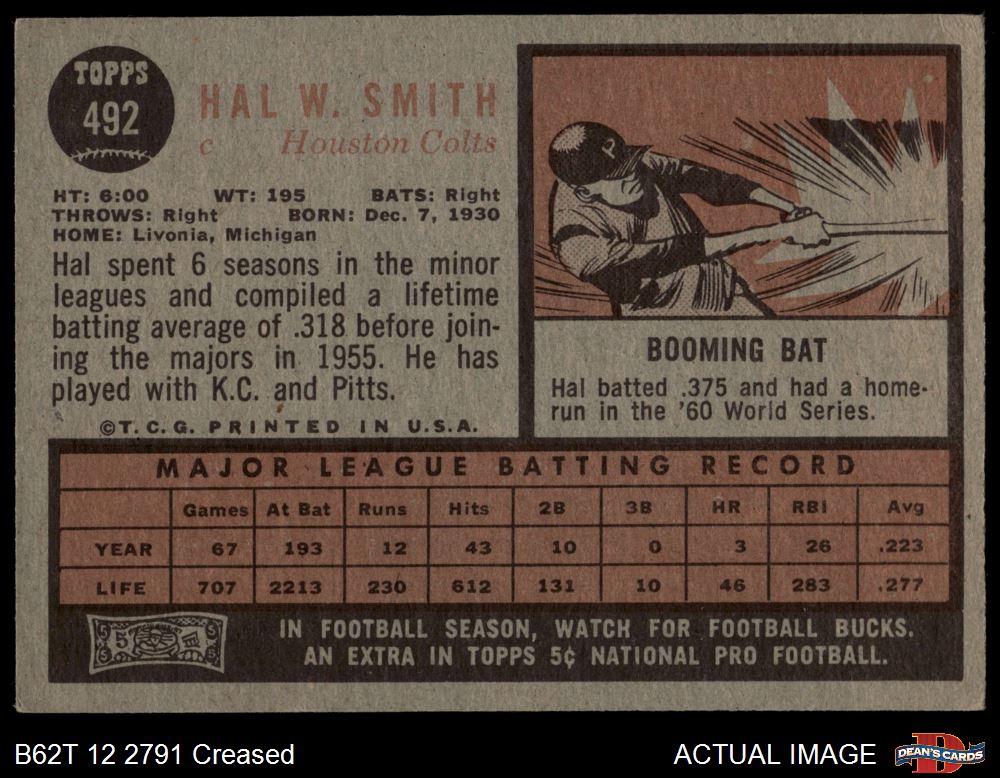 TOPPS
492
HAL W. SMITH
c Houston Colts
HT: 6:00 WT: 195 BATS: Right
THROWS: Right BORN: Dec. 7, 1930
HOME: Livonia, Michigan
Hal spent 6 seasons in the minor
leagues and compiled a lifetime
batting average of .318 before join-
ing the majors in 1955. He has
played with K.C. and Pitts.
©T.C.G. PRINTED IN U.S.A.
P
BOOMING BAT
Hal batted .375 and had a home-
run in the '60 World Series.
MAJOR LEAGUE BATTING RECORD
Games At Bat Runs Hits 2B 3B HR RBI Avg
YEAR 67 193 12 43 10 0 3 26 .223
LIFE 707 2213 230 612 131 10 46 283 .277
5 5 5
IN FOOTBALL SEASON, WATCH FOR FOOTBALL BUCKS.
AN EXTRA IN TOPPS 5¢ NATIONAL PRO FOOTBALL.
B62T 12 2791 Creased
ACTUAL IMAGE
D
DEAN'S CARDS